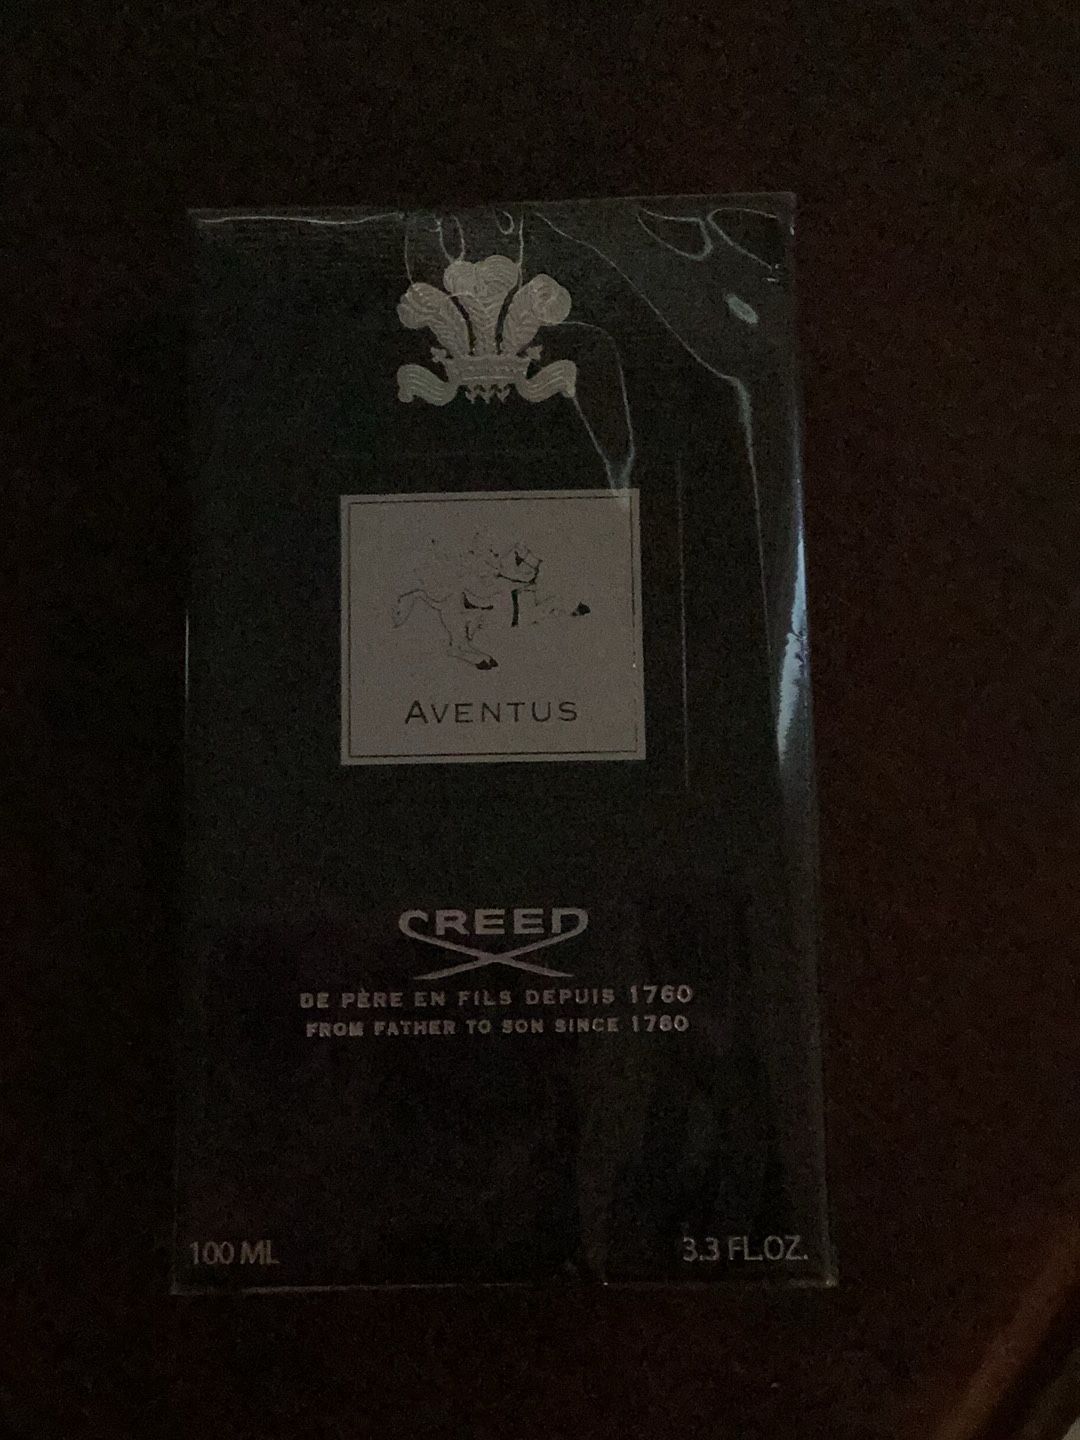 AVENTUS
CREED
DE PÈRE EN FILS DEPUIS 1760
FROM FATHER TO SON SINCE 1760
100 ML
3.3 FL.OZ.